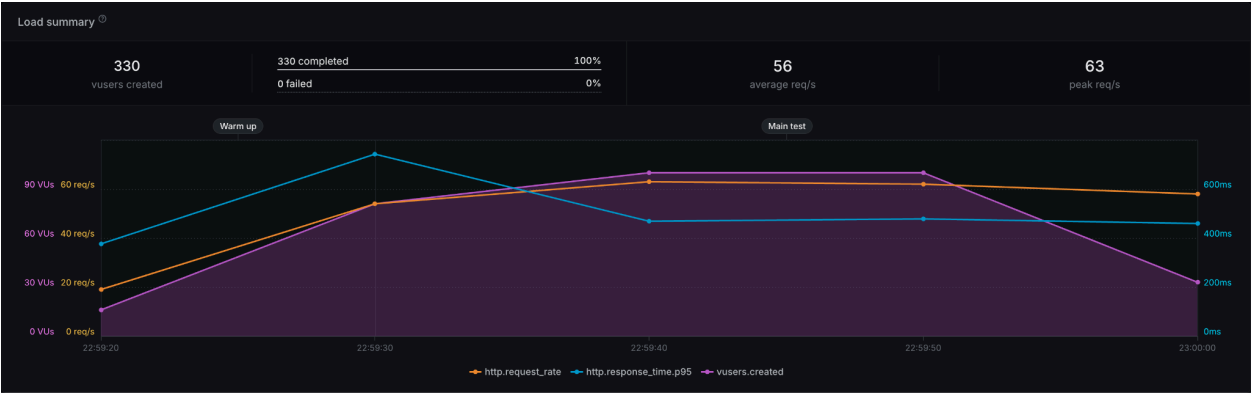 Load summary ?
330
vusers created
330 completed 100%
0 failed 0%
56
average req/s
63
peak req/s
Warm up
Main test
90 VUs 60 req/s 600ms
60 VUs 40 req/s 400ms
30 VUs 20 req/s 200ms
0 VUs 0 req/s 0ms
22:59:20 22:59:30 22:59:40 22:59:50 23:00:00
http.request_rate http.response_time.p95 vusers.created